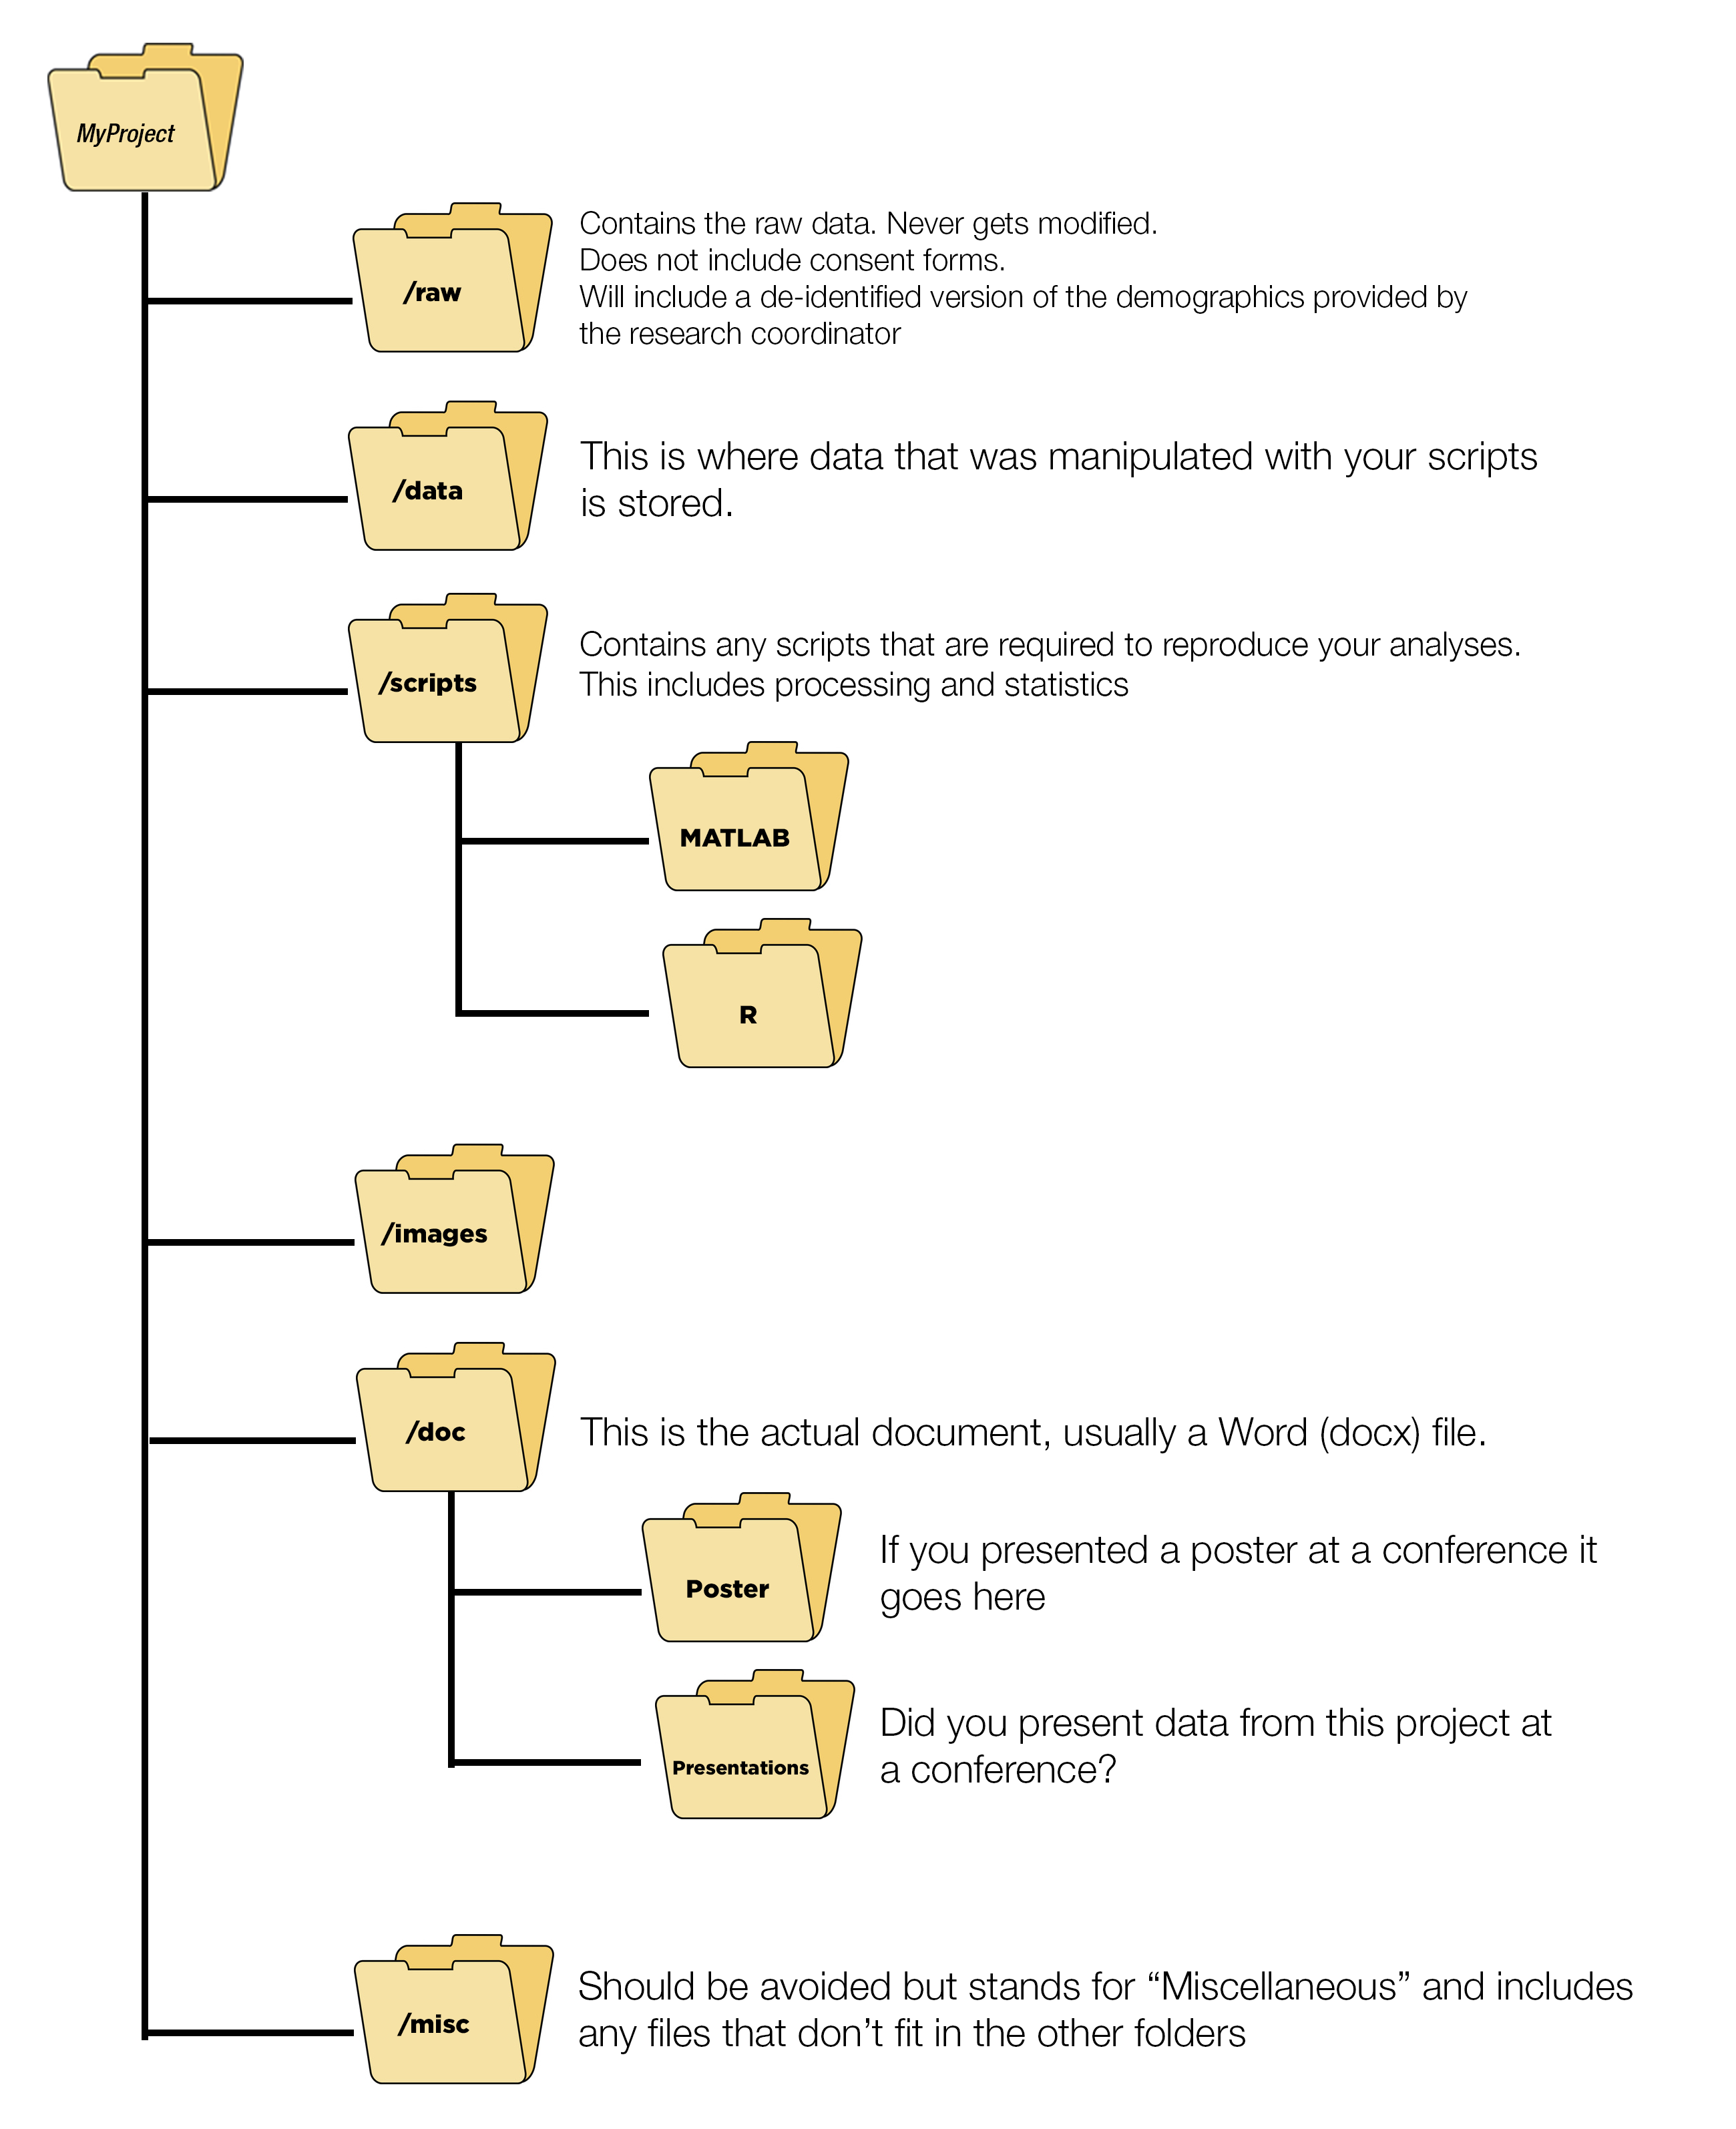 MyProject
/raw
Contains the raw data. Never gets modified.
Does not include consent forms.
Will include a de-identified version of the demographics provided by
the research coordinator
/data
This is where data that was manipulated with your scripts
is stored.
/scripts
Contains any scripts that are required to reproduce your analyses.
This includes processing and statistics
MATLAB
R
/images
/doc
This is the actual document, usually a Word (docx) file.
Poster
If you presented a poster at a conference it
goes here
Presentations
Did you present data from this project at
a conference?
/misc
Should be avoided but stands for “Miscellaneous” and includes
any files that don’t fit in the other folders